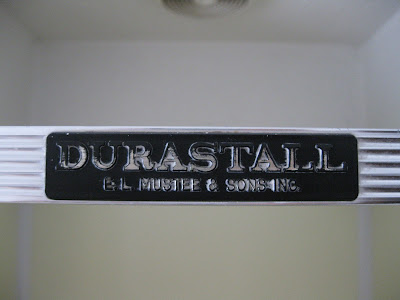 DURASTALL
E. L. MUSTEE & SONS INC.